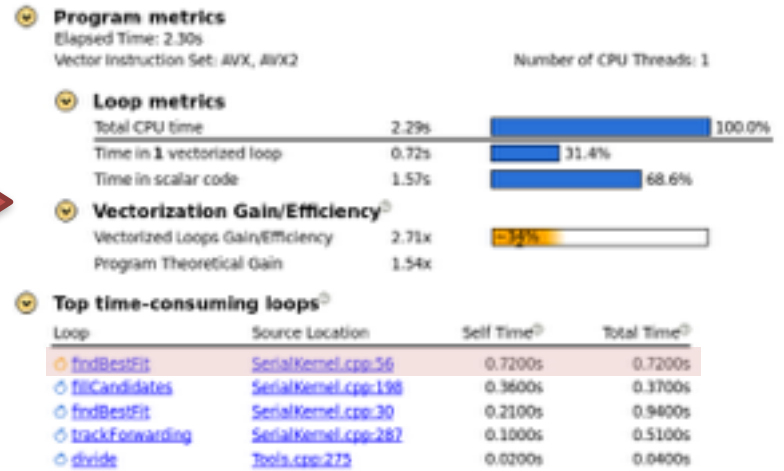 Program metrics
Elapsed Time: 2.30s
Vector Instruction Set: AVX, AVX2 Number of CPU Threads: 1
Loop metrics
Total CPU time 2.29s 100.0%
Time in 1 vectorized loop 0.72s 31.4%
Time in scalar code 1.57s 68.6%
Vectorization Gain/Efficiency
Vectorized Loops Gain/Efficiency 2.71x ~34%
Program Theoretical Gain 1.54x
Top time-consuming loops
Loop Source Location Self Time Total Time
findBestFit SerialKernel.cpp:56 0.7200s 0.7200s
fillCandidates SerialKernel.cpp:198 0.3600s 0.3700s
findBestFit SerialKernel.cpp:30 0.2100s 0.9400s
trackForwarding SerialKernel.cpp:287 0.1000s 0.5100s
divide Tools.cpp:275 0.0200s 0.0400s